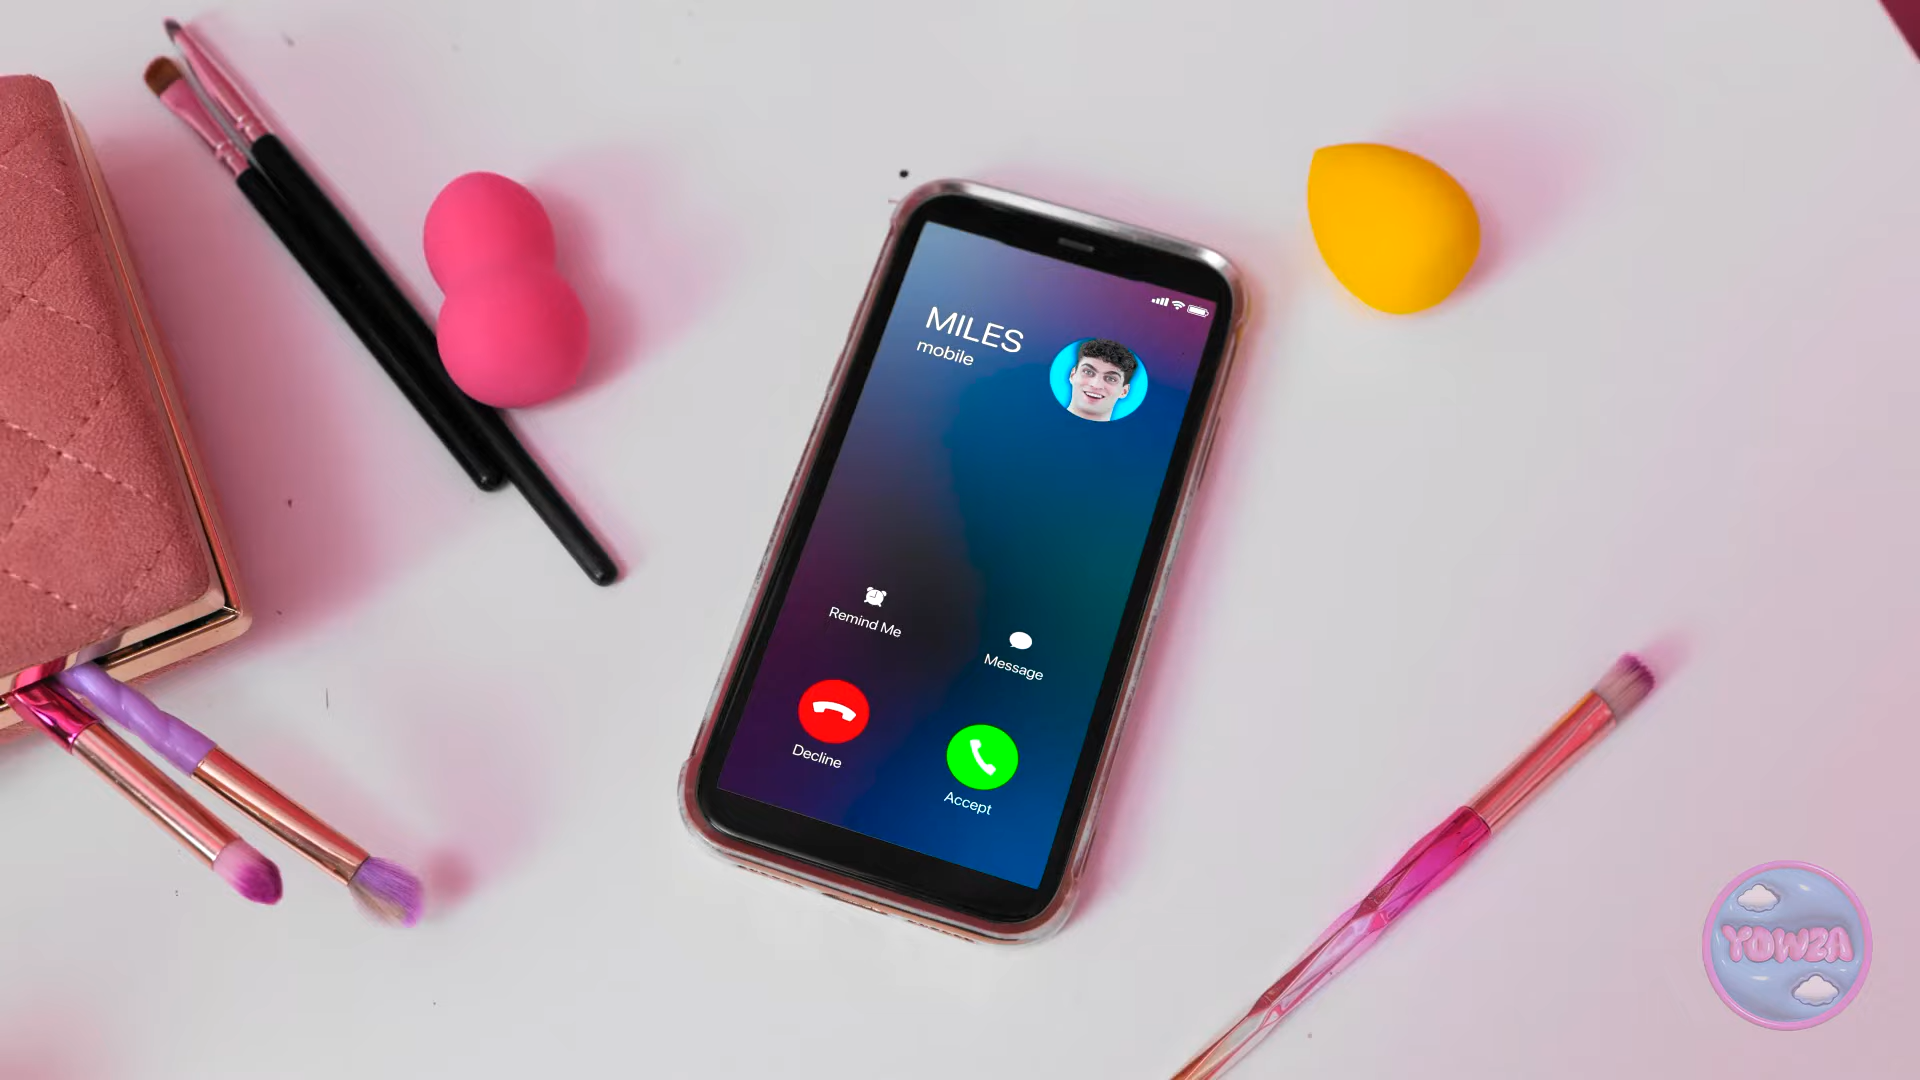 MILES
mobile
Remind Me
Message
Decline
Accept
YOWZA